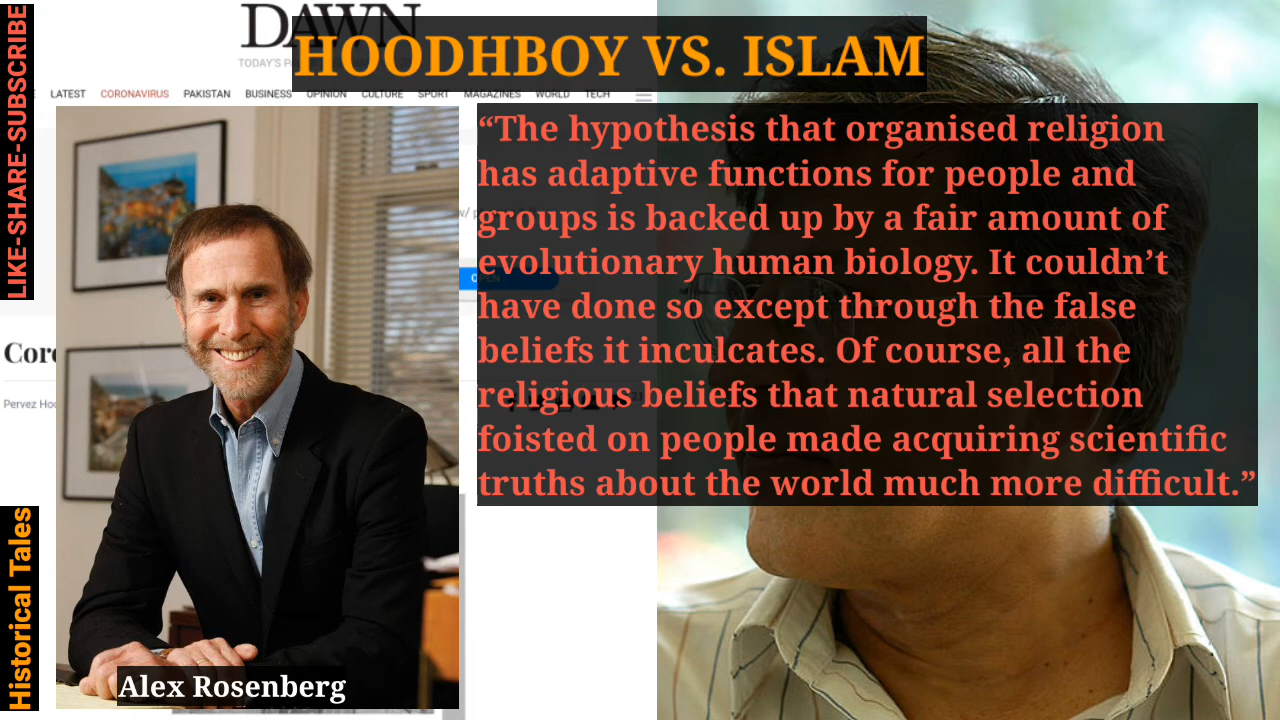 LIKE-SHARE-SUBSCRIBE
DAWN
HOODHBOY VS. ISLAM
LATEST CORONAVIRUS PAKISTAN BUSINESS OPINION CULTURE SPORT MAGAZINES WORLD TECH
“The hypothesis that organised religion
has adaptive functions for people and
groups is backed up by a fair amount of
evolutionary human biology. It couldn’t
have done so except through the false
beliefs it inculcates. Of course, all the
religious beliefs that natural selection
foisted on people made acquiring scientific
truths about the world much more difficult.”
OPEN
Pervez
Historical Tales
Alex Rosenberg